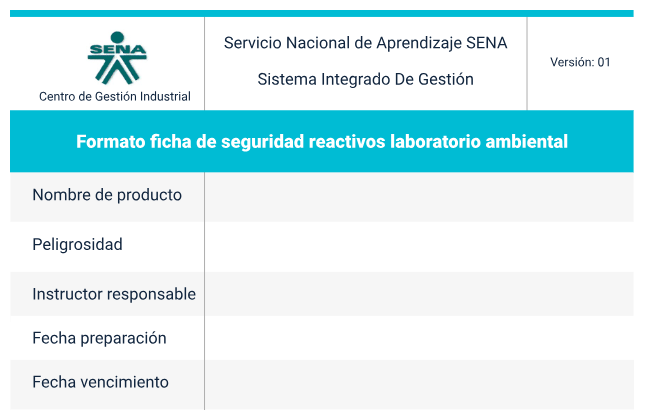 SENA
Centro de Gestión Industrial
Servicio Nacional de Aprendizaje SENA
Sistema Integrado De Gestión
Versión: 01
Formato ficha de seguridad reactivos laboratorio ambiental
Nombre de producto
Peligrosidad
Instructor responsable
Fecha preparación
Fecha vencimiento